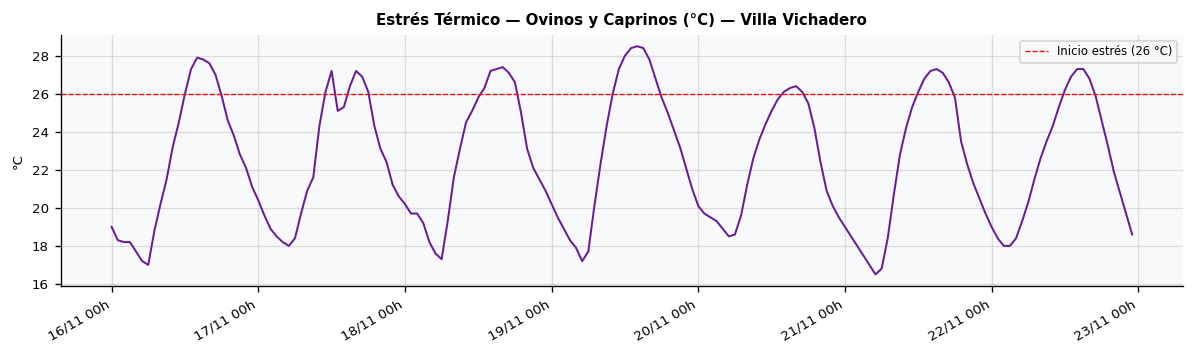 Estrés Térmico — Ovinos y Caprinos (°C) — Villa Vichadero
Inicio estrés (26 °C)
°C
28
26
24
22
20
18
16
16/11 00h
17/11 00h
18/11 00h
19/11 00h
20/11 00h
21/11 00h
22/11 00h
23/11 00h